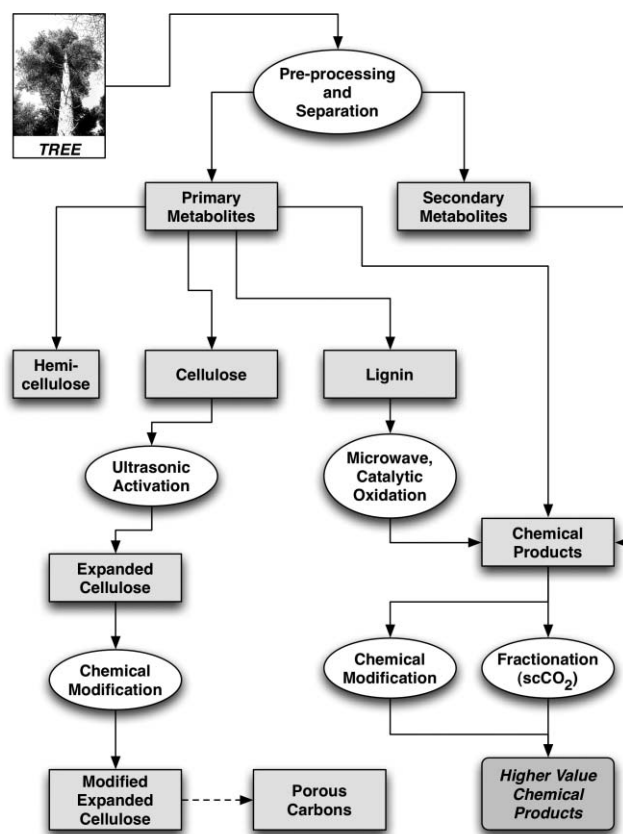 TREE
Pre-processing
and
Separation
Primary
Metabolites
Secondary
Metabolites
Hemi-
cellulose
Cellulose
Lignin
Ultrasonic
Activation
Microwave,
Catalytic
Oxidation
Chemical
Products
Expanded
Cellulose
Chemical
Modification
Chemical
Modification
Fractionation
(scCO₂)
Modified
Expanded
Cellulose
Porous
Carbons
Higher Value
Chemical
Products